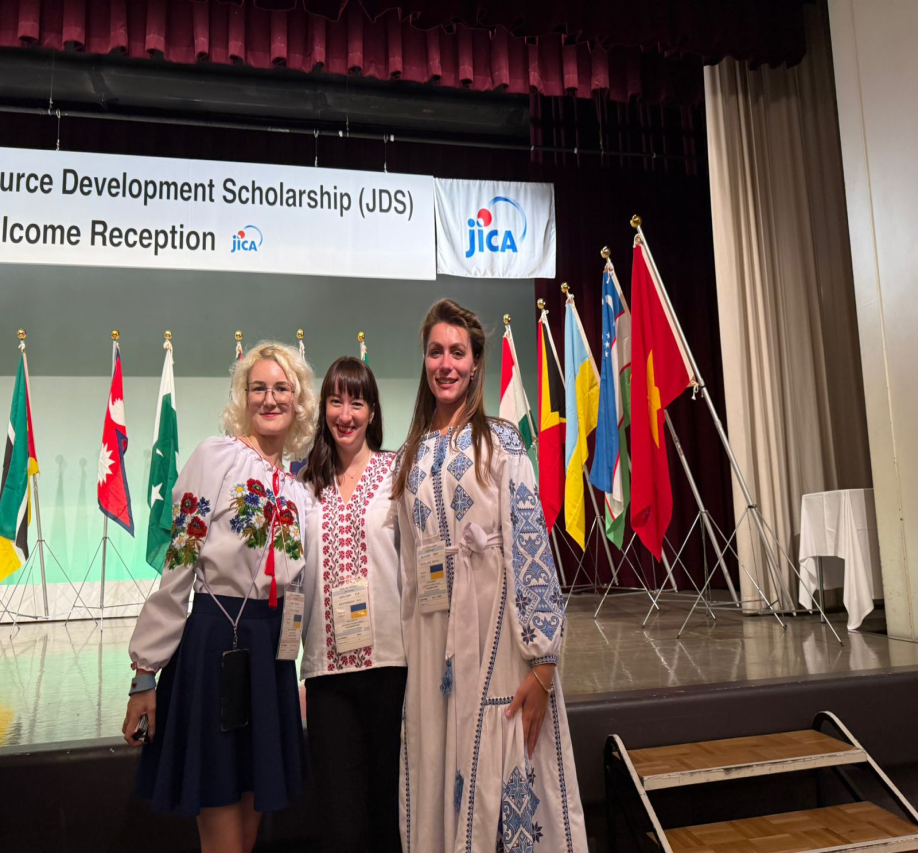 urce Development Scholarship (JDS)
lcome Reception jICA
jICA